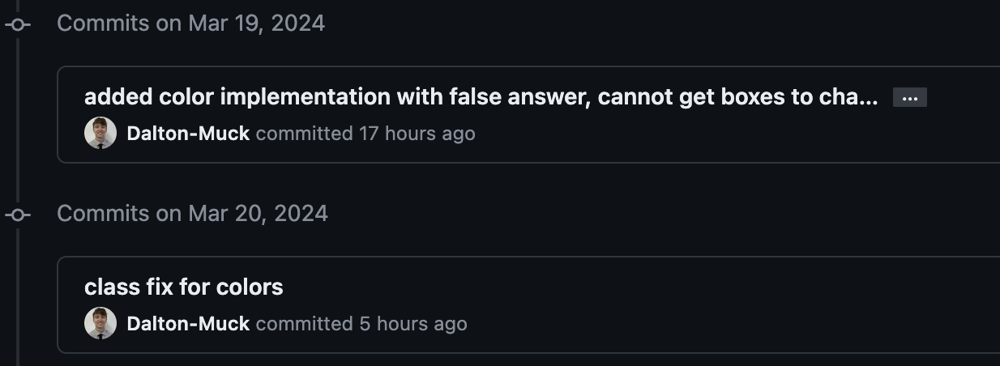 Commits on Mar 19, 2024
added color implementation with false answer, cannot get boxes to cha... ...
Dalton-Muck committed 17 hours ago
Commits on Mar 20, 2024
class fix for colors
Dalton-Muck committed 5 hours ago